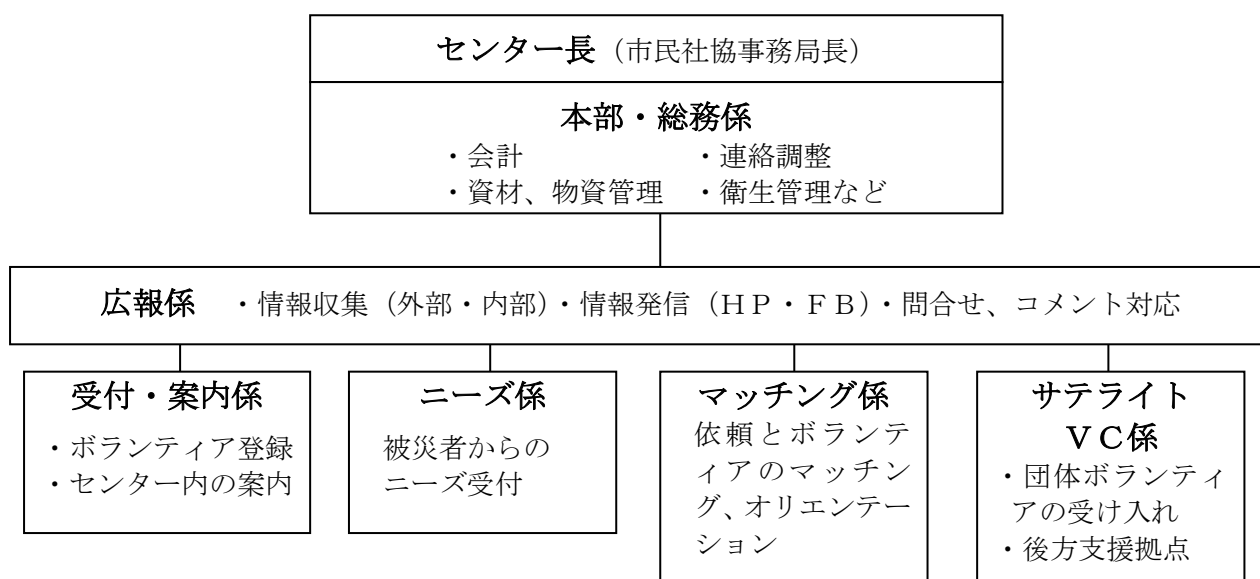 センター長（市民社協事務局長）
本部・総務係
・会計　・連絡調整
・資材、物資管理　・衛生管理など
広報係　・情報収集（外部・内部）・情報発信（ＨＰ・ＦＢ）・問合せ、コメント対応
受付・案内係
・ボランティア登録
・センター内の案内
ニーズ係
被災者からの
ニーズ受付
マッチング係
依頼とボランテ
ィアのマッチン
グ、オリエンテー
ション
サテライト
ＶＣ係
・団体ボランティ
アの受け入れ
・後方支援拠点